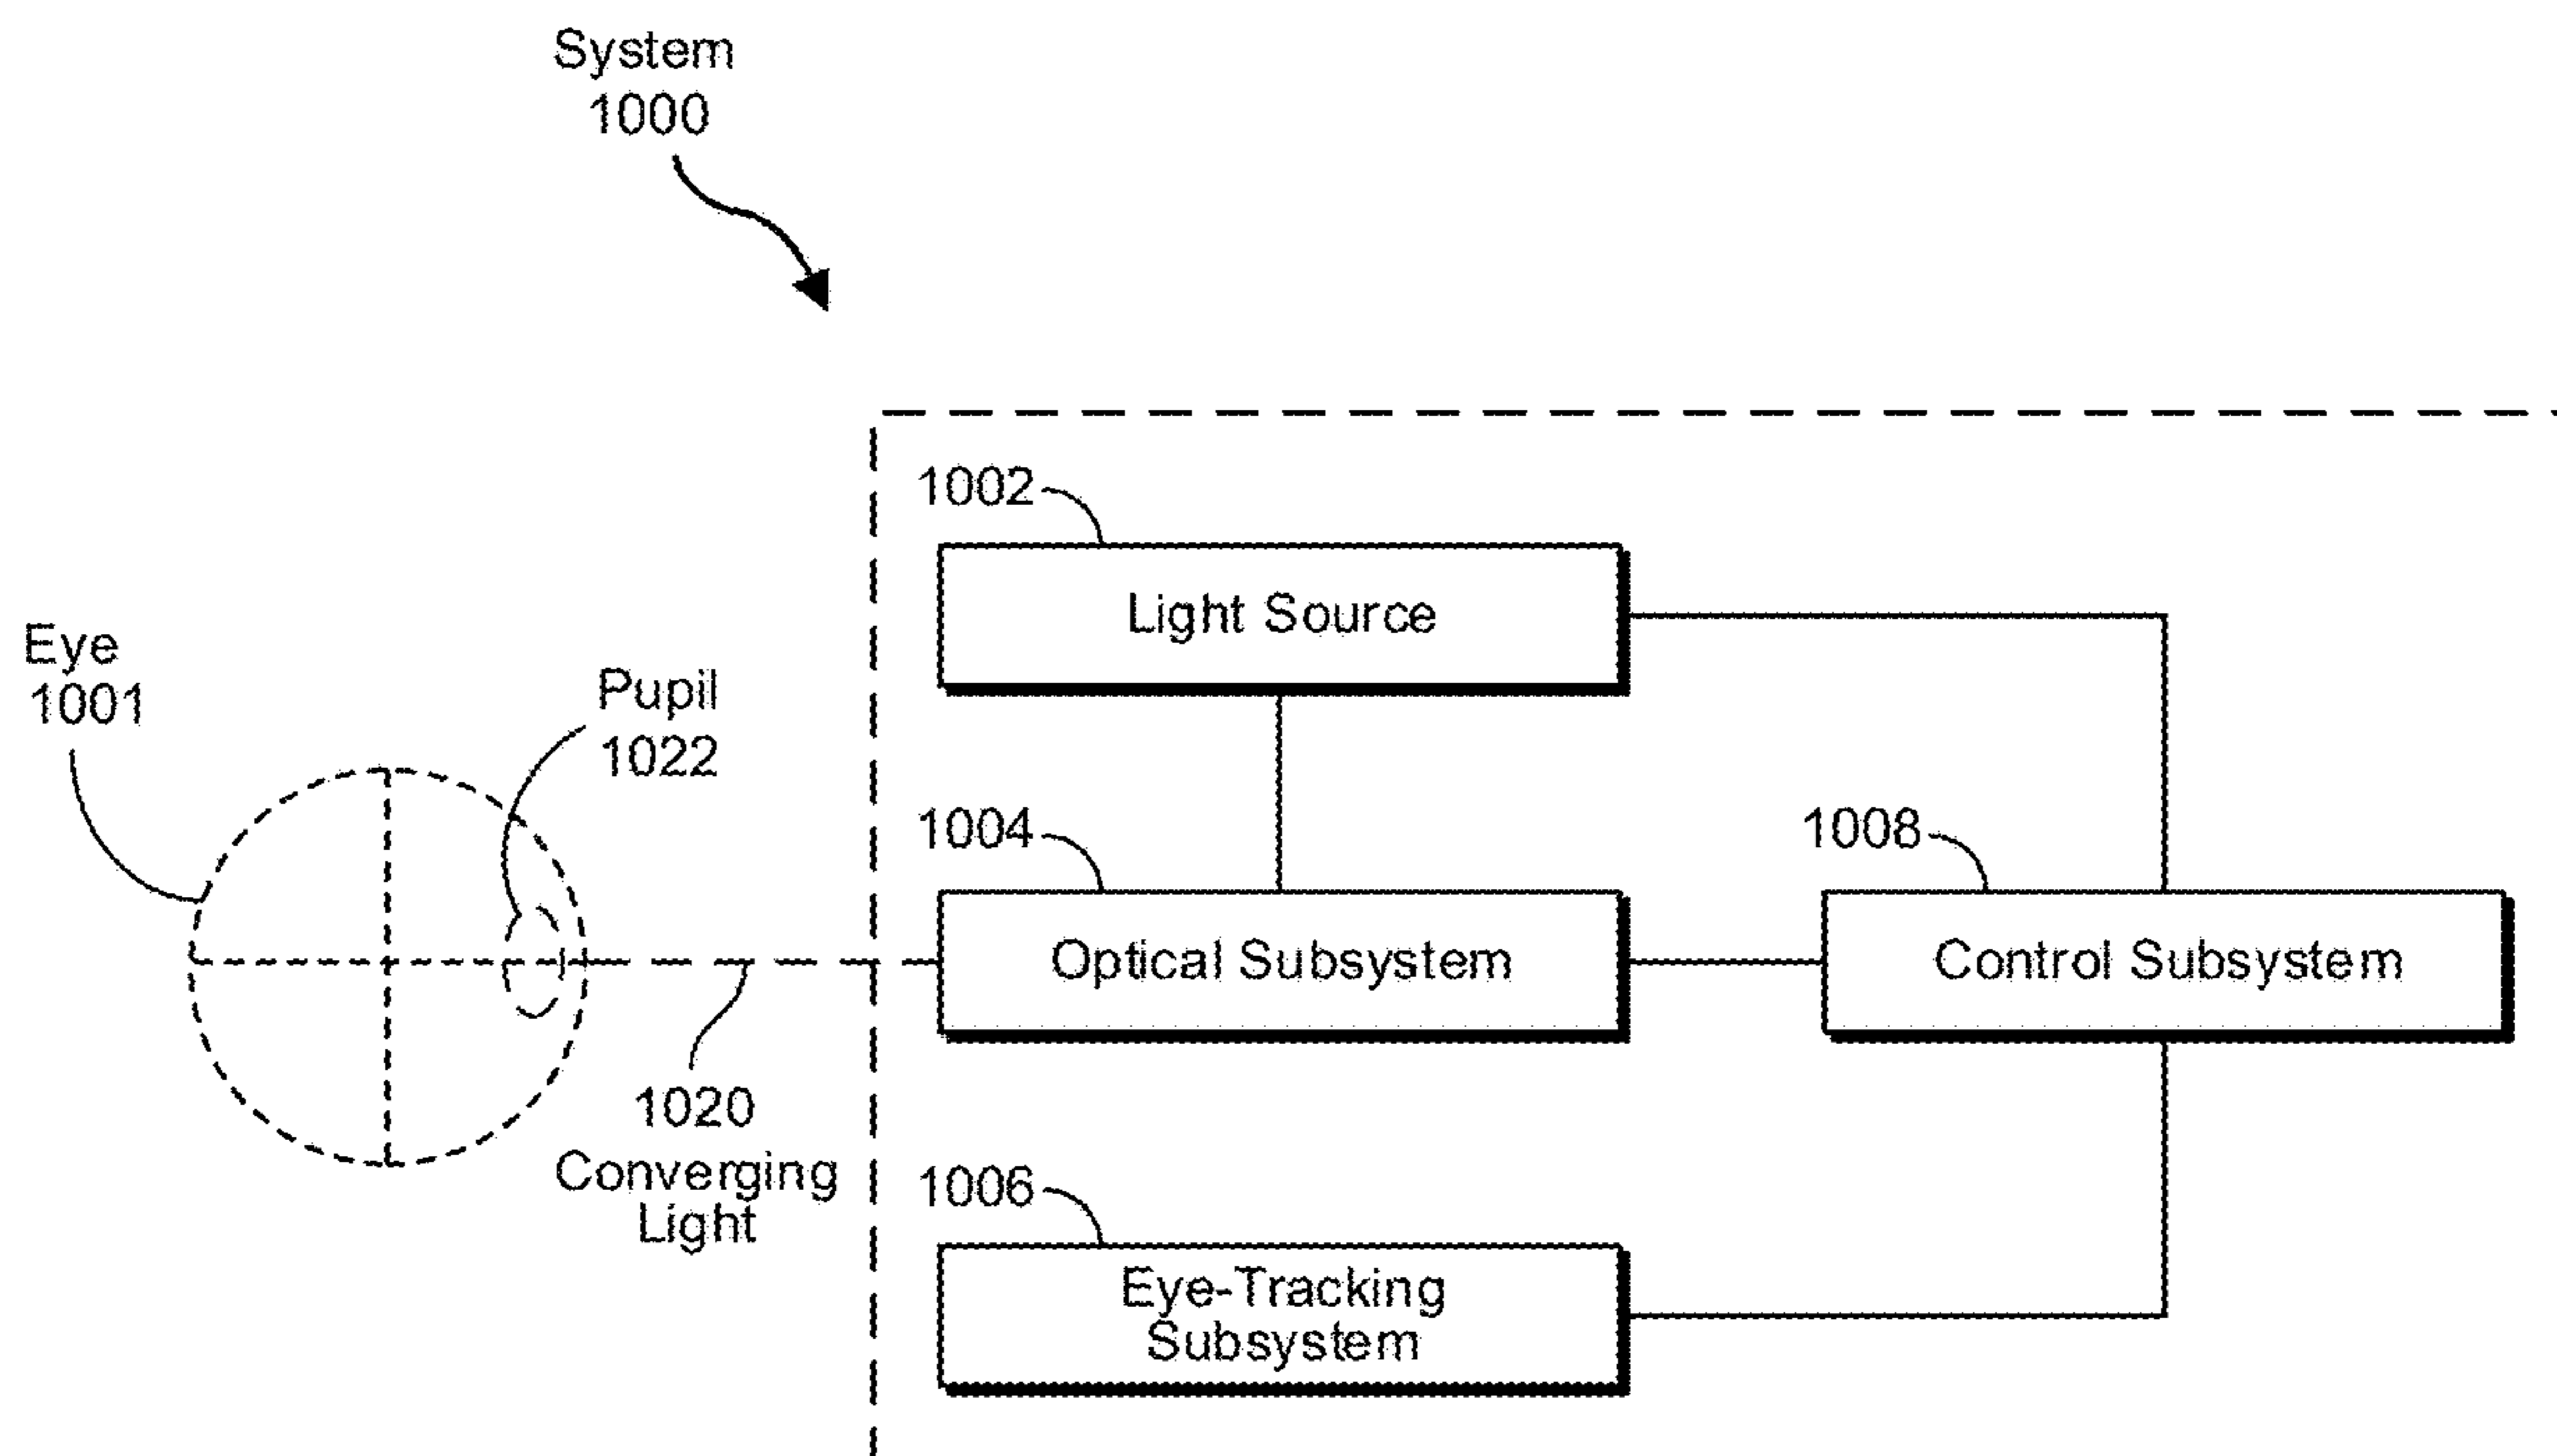 System
1000
1002
Light Source
Eye
1001
Pupil
1022
1004
1008
Optical Subsystem
Control Subsystem
1020
Converging
Light
1006
Eye-Tracking
Subsystem